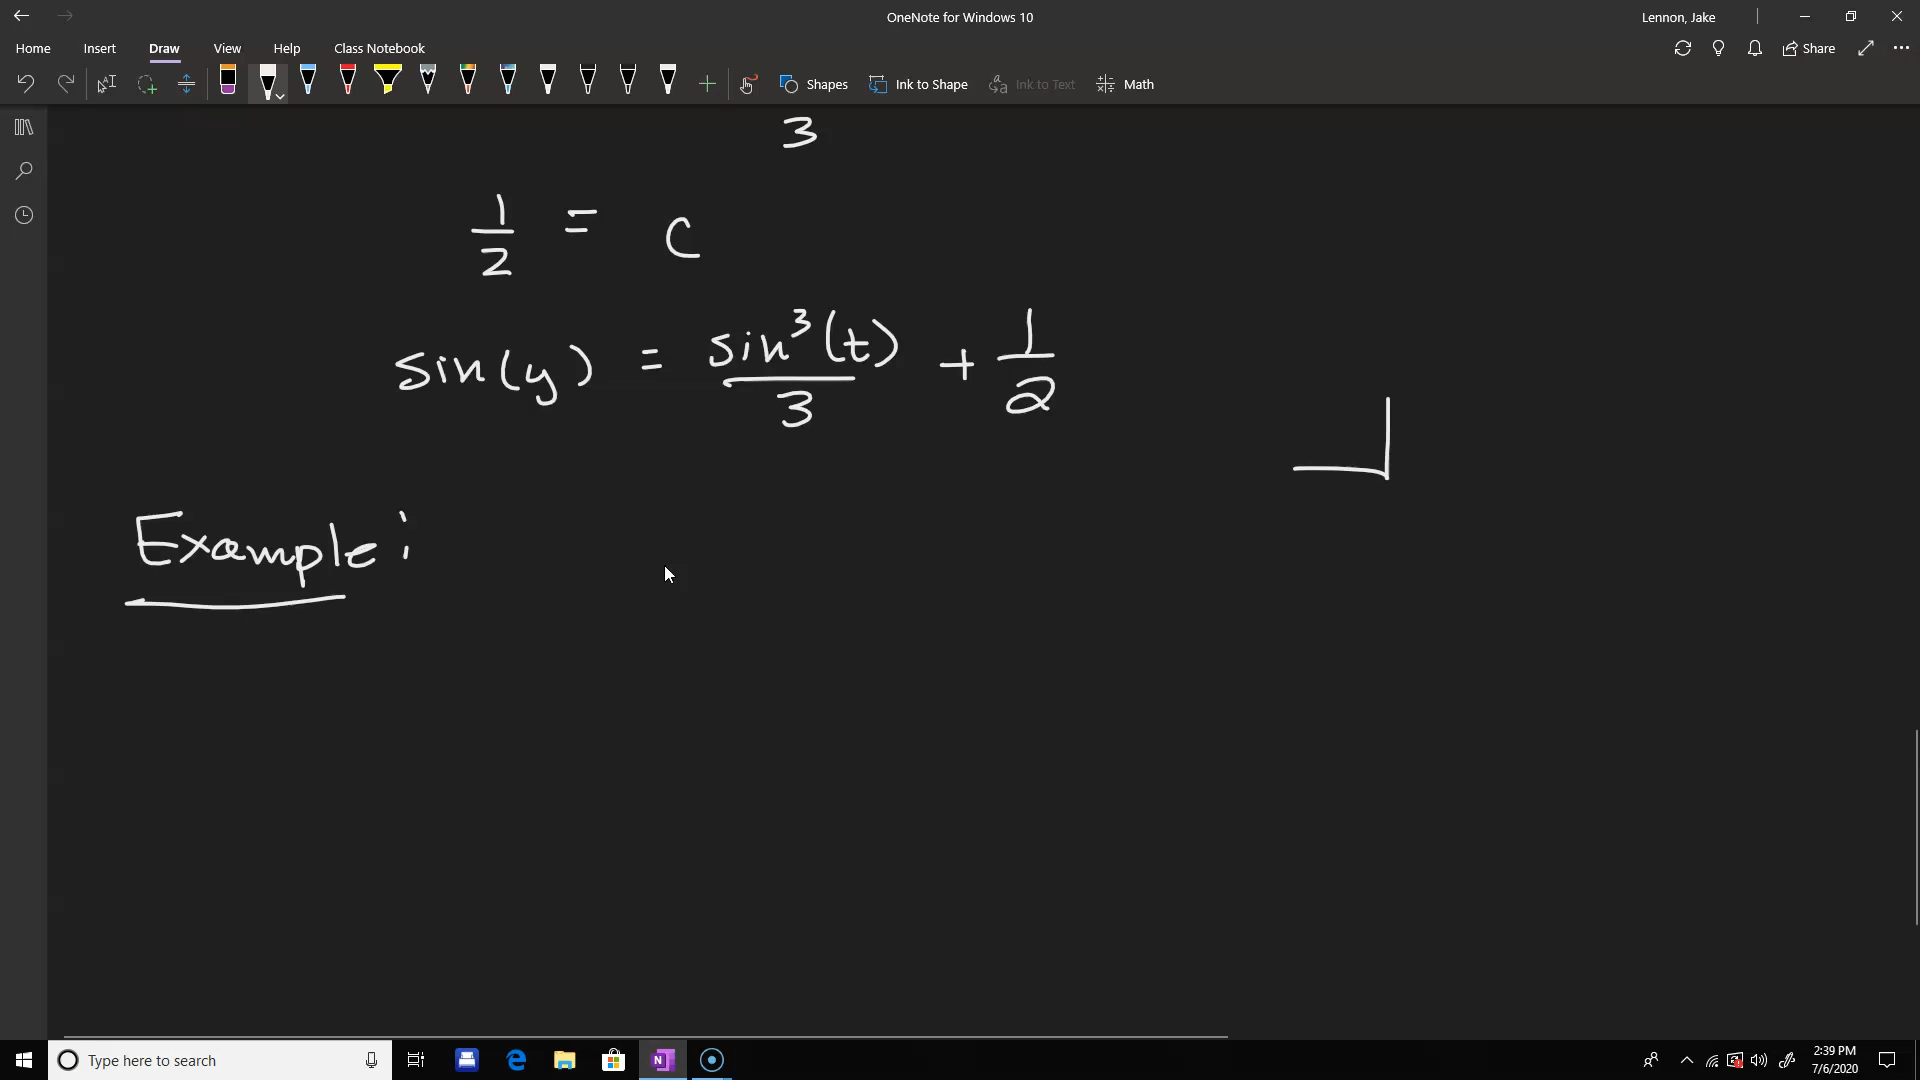 OneNote for Windows 10
Lennon, Jake
Home Insert Draw View Help Class Notebook
Share
Shapes Ink to Shape Ink to Text Math
3
1/2 = C
sin(y) = sin³(t)/3 + 1/2
Example:
Type here to search
2:39 PM
7/6/2020